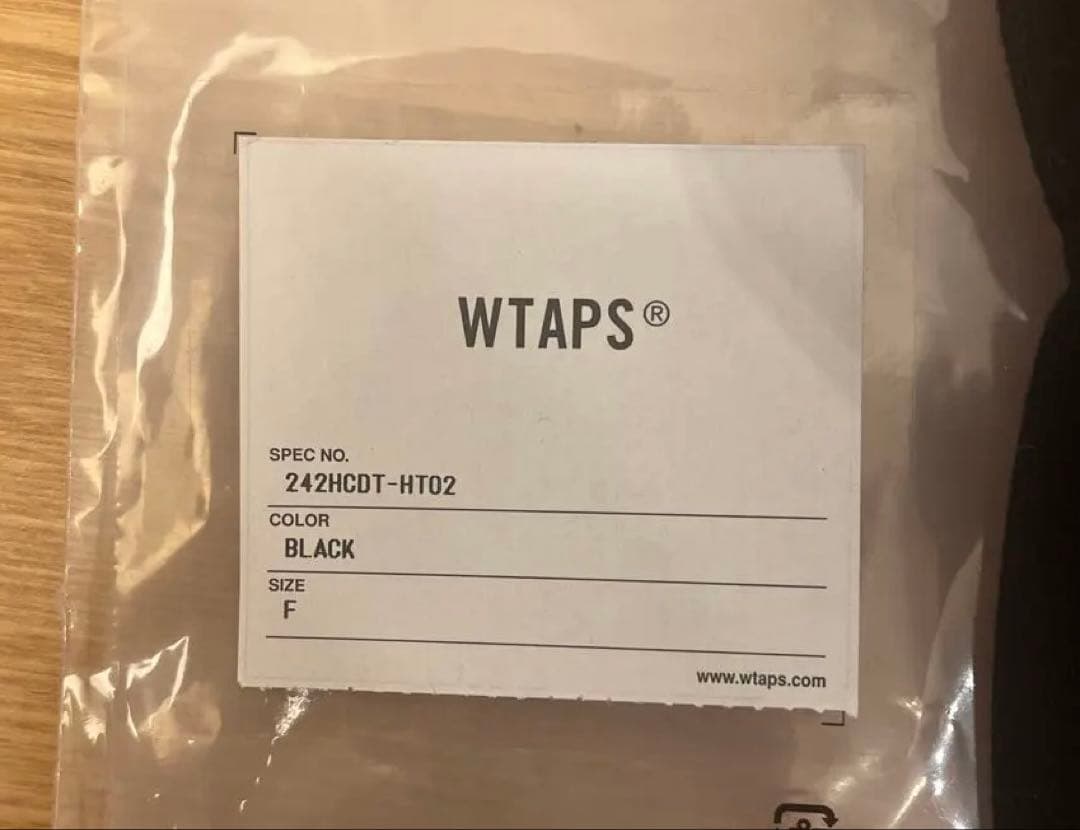 WTAPS®
SPEC NO.
242HCDT-HT02
COLOR
BLACK
SIZE
F
www.wtaps.com